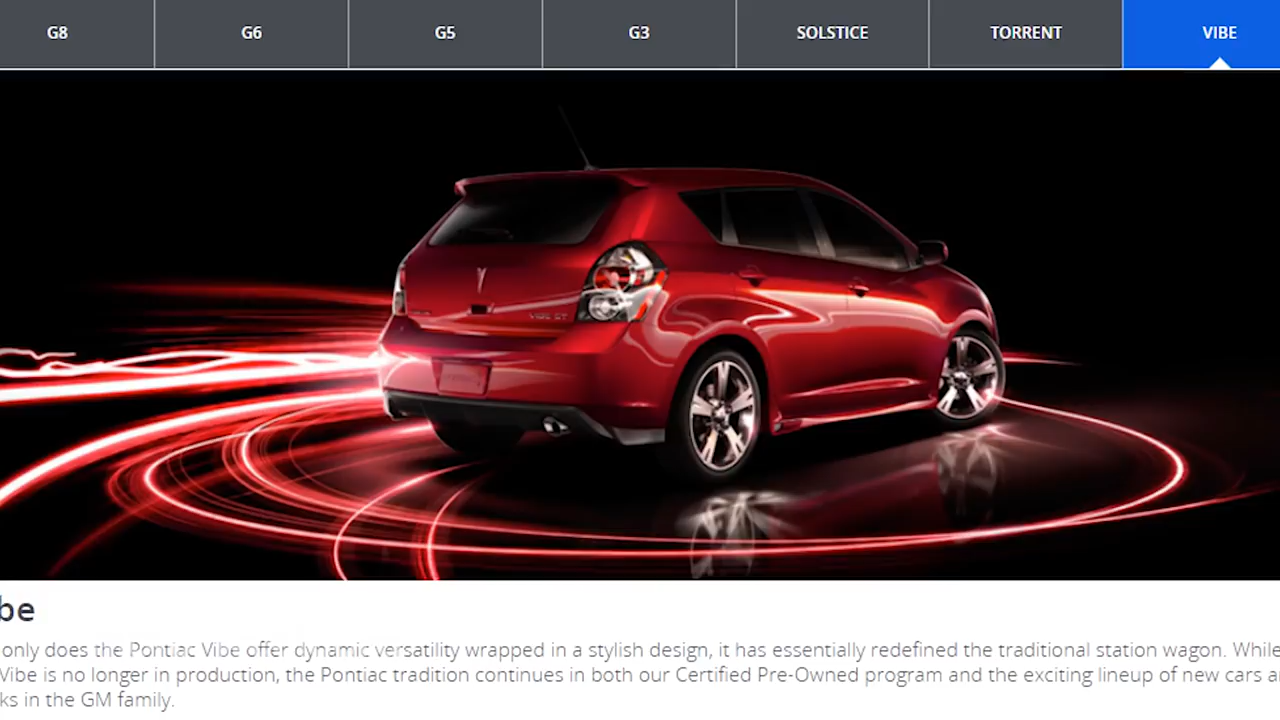 G8 G6 G5 G3 SOLSTICE TORRENT VIBE
VIBE GT
be
only does the Pontiac Vibe offer dynamic versatility wrapped in a stylish design, it has essentially redefined the traditional station wagon. While
Vibe is no longer in production, the Pontiac tradition continues in both our Certified Pre-Owned program and the exciting lineup of new cars a
ks in the GM family.